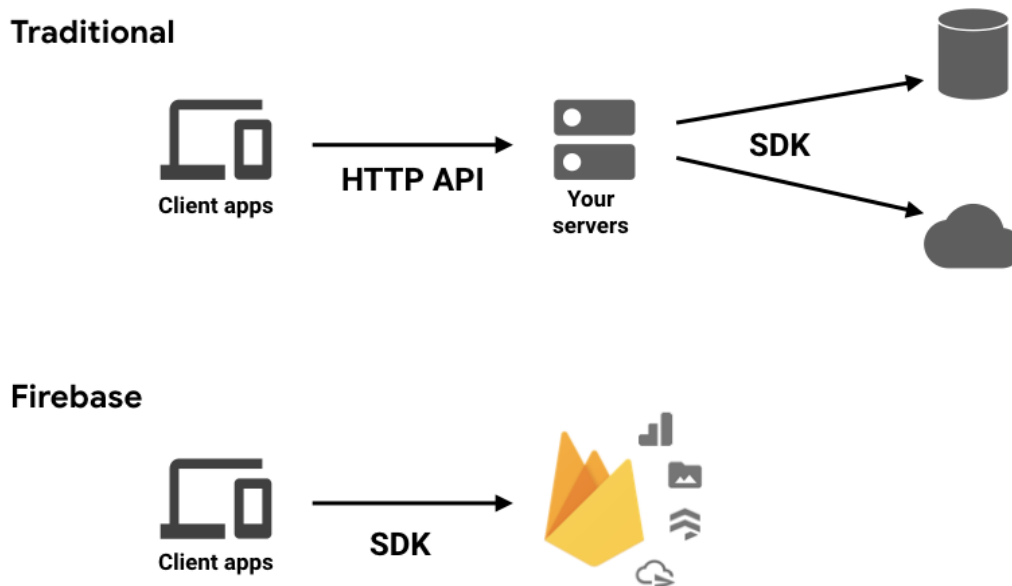 Traditional
Client apps
HTTP API
Your
servers
SDK
Firebase
Client apps
SDK